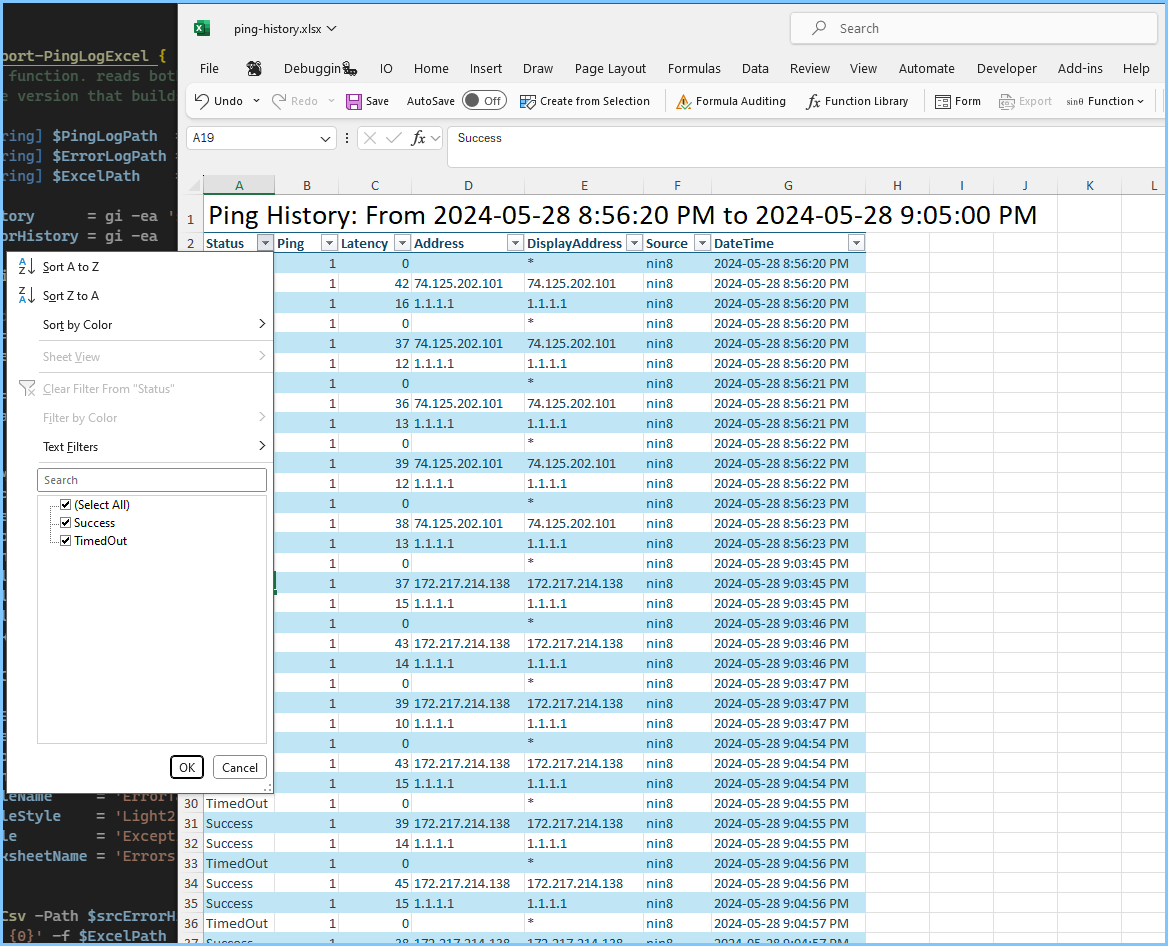 ping-history.xlsx
Search
port-PingLogExcel {
function. reads bot
e version that build
File Debuggin IO Home Insert Draw Page Layout Formulas Data Review View Automate Developer Add-ins Help
Undo Redo Save AutoSave Off Create from Selection Formula Auditing fx Function Library Form Export sinθ Function
ring] $PingLogPath
ring] $ErrorLogPath =
ring] $ExcelPath =
A19 fx Success
tory = gi -ea '
orHistory = gi -ea
A B C D E F G H I J K L
1 Ping History: From 2024-05-28 8:56:20 PM to 2024-05-28 9:05:00 PM
2 Status Ping Latency Address DisplayAddress Source DateTime
1 0 * nin8 2024-05-28 8:56:20 PM
1 42 74.125.202.101 74.125.202.101 nin8 2024-05-28 8:56:20 PM
1 16 1.1.1.1 1.1.1.1 nin8 2024-05-28 8:56:20 PM
1 0 * nin8 2024-05-28 8:56:20 PM
1 37 74.125.202.101 74.125.202.101 nin8 2024-05-28 8:56:20 PM
1 12 1.1.1.1 1.1.1.1 nin8 2024-05-28 8:56:20 PM
1 0 * nin8 2024-05-28 8:56:21 PM
1 36 74.125.202.101 74.125.202.101 nin8 2024-05-28 8:56:21 PM
1 13 1.1.1.1 1.1.1.1 nin8 2024-05-28 8:56:21 PM
1 0 * nin8 2024-05-28 8:56:22 PM
1 39 74.125.202.101 74.125.202.101 nin8 2024-05-28 8:56:22 PM
1 12 1.1.1.1 1.1.1.1 nin8 2024-05-28 8:56:22 PM
1 0 * nin8 2024-05-28 8:56:23 PM
1 38 74.125.202.101 74.125.202.101 nin8 2024-05-28 8:56:23 PM
1 13 1.1.1.1 1.1.1.1 nin8 2024-05-28 8:56:23 PM
1 0 * nin8 2024-05-28 9:03:45 PM
1 37 172.217.214.138 172.217.214.138 nin8 2024-05-28 9:03:45 PM
1 15 1.1.1.1 1.1.1.1 nin8 2024-05-28 9:03:45 PM
1 0 * nin8 2024-05-28 9:03:46 PM
1 43 172.217.214.138 172.217.214.138 nin8 2024-05-28 9:03:46 PM
1 14 1.1.1.1 1.1.1.1 nin8 2024-05-28 9:03:46 PM
1 0 * nin8 2024-05-28 9:03:47 PM
1 39 172.217.214.138 172.217.214.138 nin8 2024-05-28 9:03:47 PM
1 10 1.1.1.1 1.1.1.1 nin8 2024-05-28 9:03:47 PM
1 0 * nin8 2024-05-28 9:04:54 PM
1 43 172.217.214.138 172.217.214.138 nin8 2024-05-28 9:04:54 PM
1 15 1.1.1.1 1.1.1.1 nin8 2024-05-28 9:04:54 PM
30 TimedOut 1 0 * nin8 2024-05-28 9:04:55 PM
31 Success 1 39 172.217.214.138 172.217.214.138 nin8 2024-05-28 9:04:55 PM
32 Success 1 14 1.1.1.1 1.1.1.1 nin8 2024-05-28 9:04:55 PM
33 TimedOut 1 0 * nin8 2024-05-28 9:04:56 PM
34 Success 1 45 172.217.214.138 172.217.214.138 nin8 2024-05-28 9:04:56 PM
35 Success 1 15 1.1.1.1 1.1.1.1 nin8 2024-05-28 9:04:56 PM
36 TimedOut 1 0 * nin8 2024-05-28 9:04:57 PM
37 Success 1 38 172.217.214.138 172.217.214.138 nin8 2024-05-28 9:04:57 PM
Sort A to Z
Sort Z to A
Sort by Color
Sheet View
Clear Filter From "Status"
Filter by Color
Text Filters
Search
(Select All)
Success
TimedOut
OK Cancel
leName = 'ErrorT
leStyle = 'Light2
le = 'Except
ksheetName = 'Errors
Csv -Path $srcErrorH
{0}' -f $ExcelPath